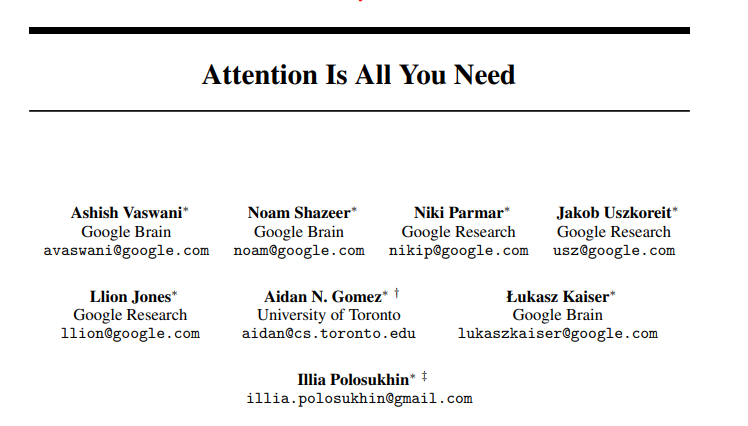 Attention Is All You Need
Ashish Vaswani* Noam Shazeer* Niki Parmar* Jakob Uszkoreit*
Google Brain Google Brain Google Research Google Research
avaswani@google.com noam@google.com nikip@google.com usz@google.com
Llion Jones* Aidan N. Gomez* † Łukasz Kaiser*
Google Research University of Toronto Google Brain
llion@google.com aidan@cs.toronto.edu lukaszkaiser@google.com
Illia Polosukhin* ‡
illia.polosukhin@gmail.com